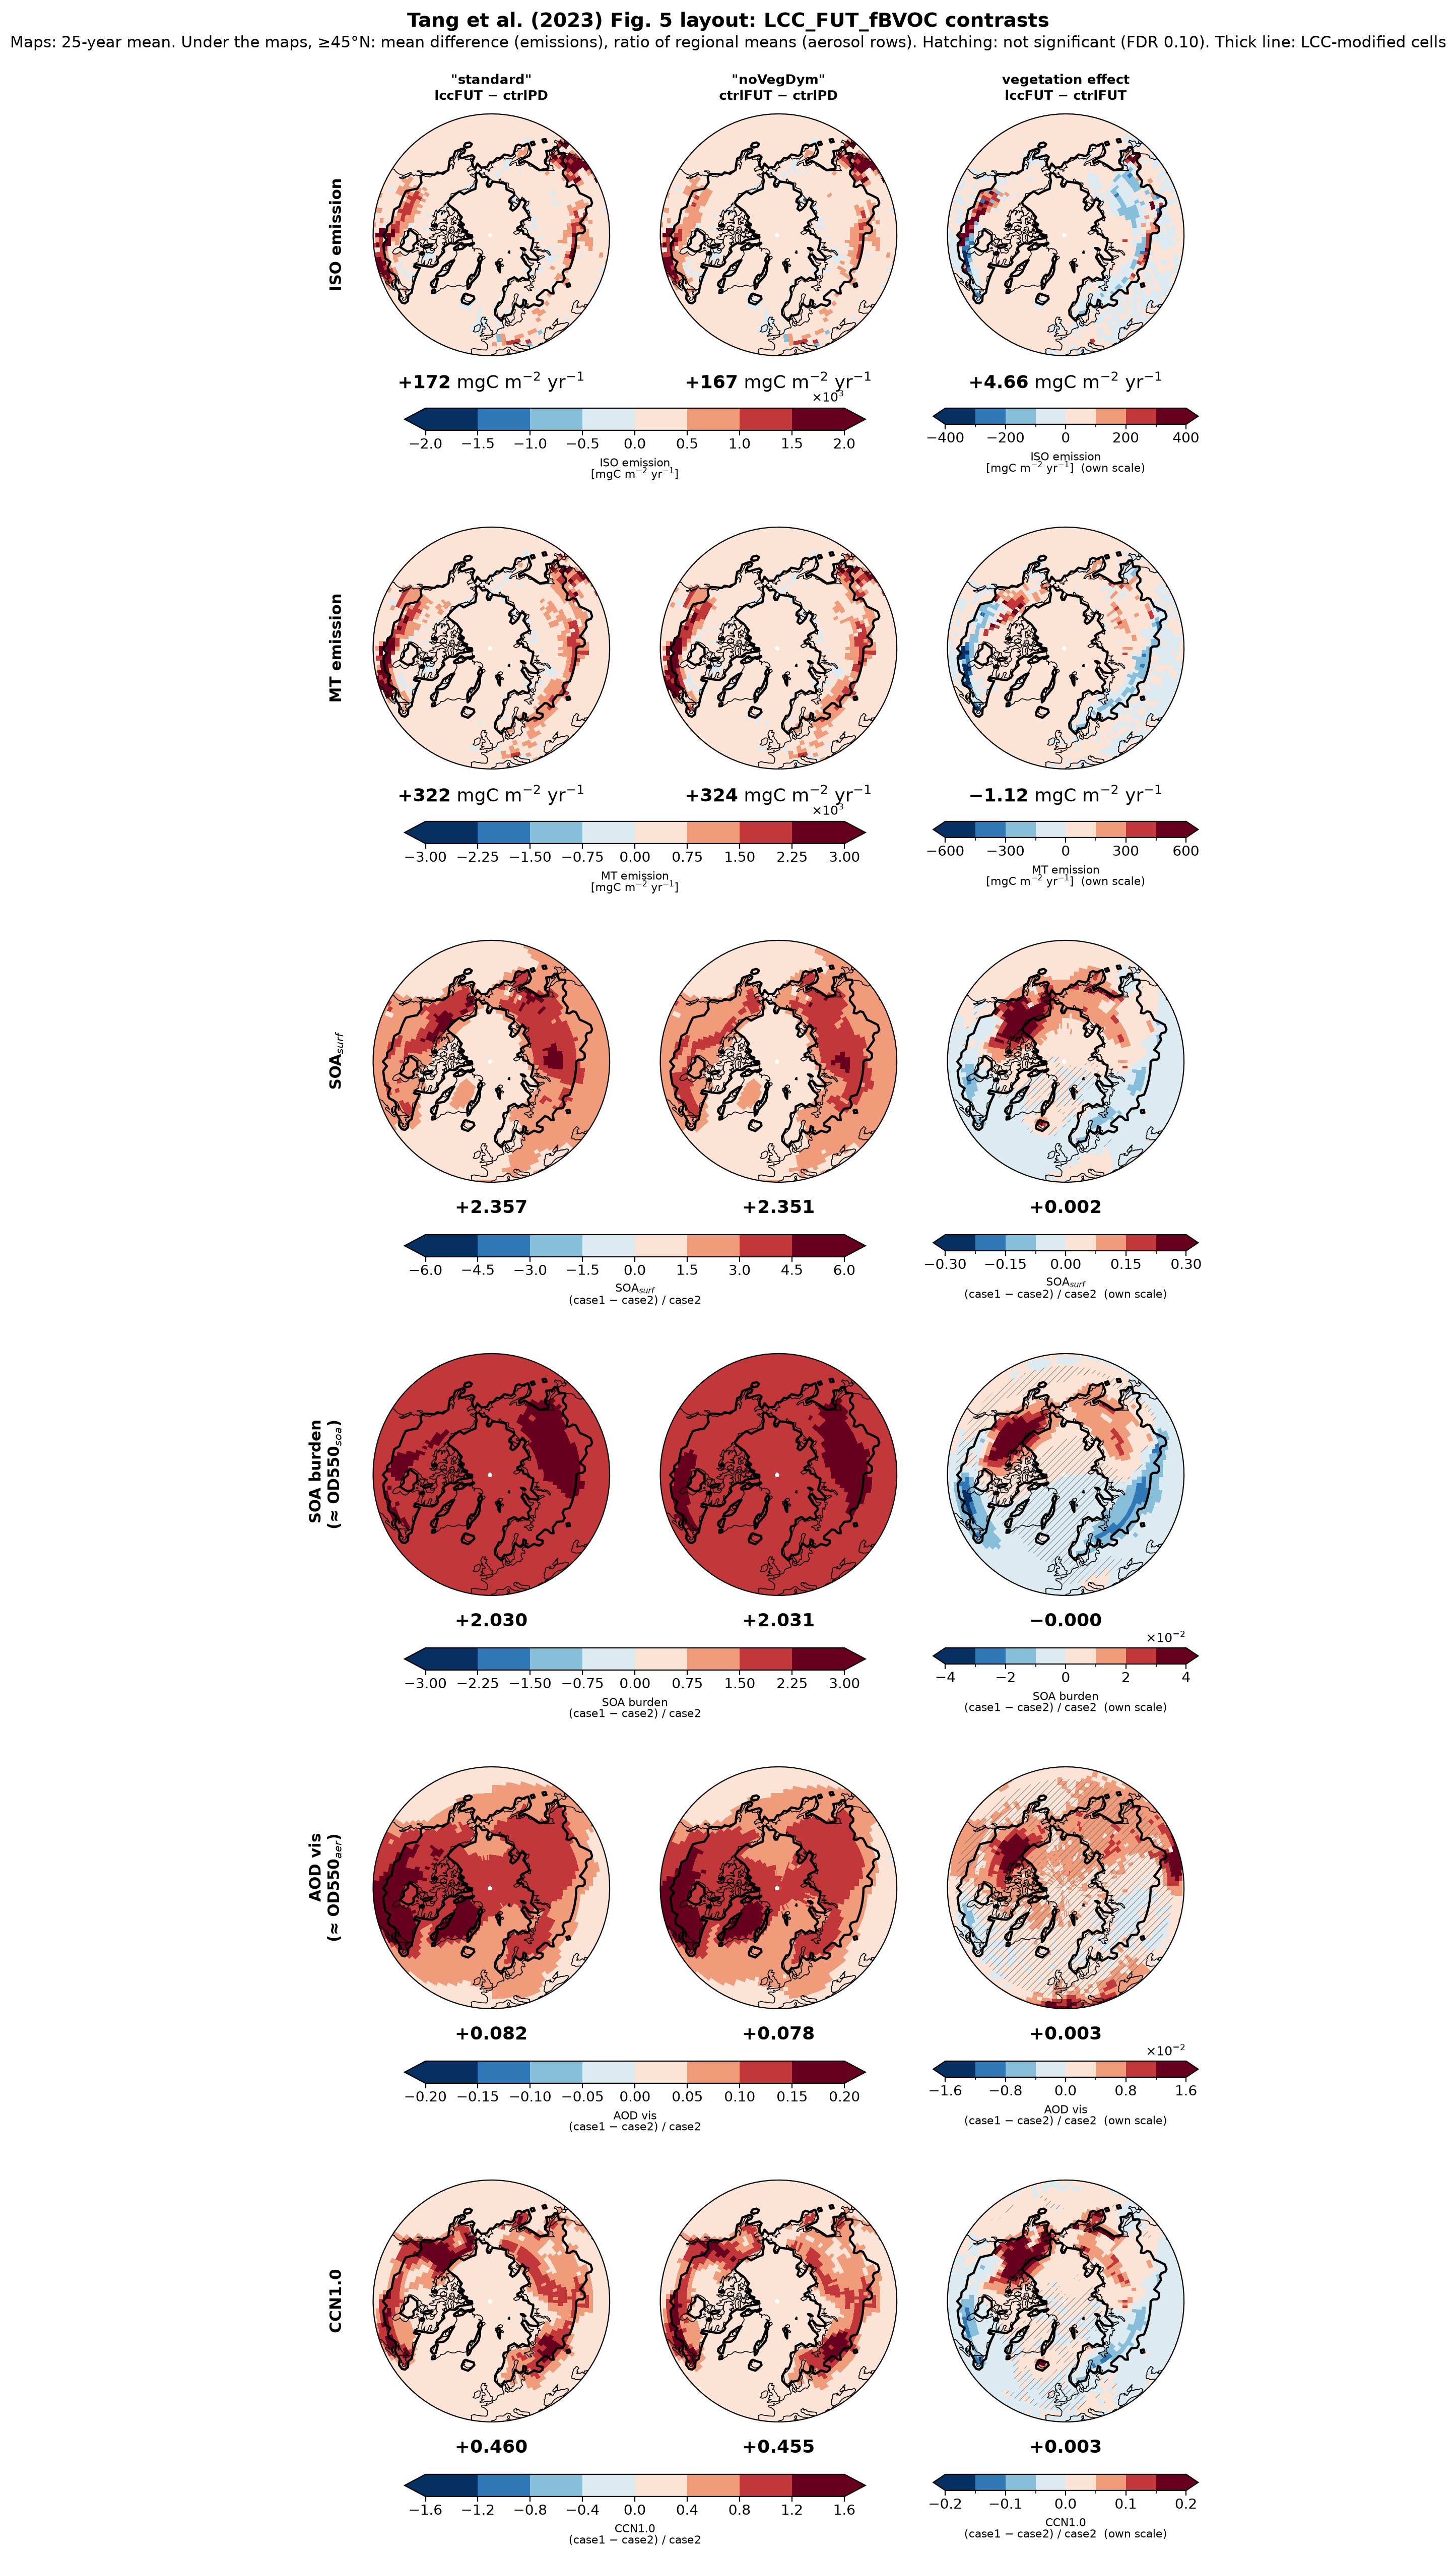 Tang et al. (2023) Fig. 5 layout: LCC_FUT_fBVOC contrasts
Maps: 25-year mean. Under the maps, ≥45°N: mean difference (emissions), ratio of regional means (aerosol rows). Hatching: not significant (FDR 0.10). Thick line: LCC-modified cells
"standard"
lccFUT − ctrlPD
"noVegDym"
ctrlFUT − ctrlPD
vegetation effect
lccFUT − ctrlFUT
ISO emission
+172 mgC m⁻² yr⁻¹
+167 mgC m⁻² yr⁻¹
+4.66 mgC m⁻² yr⁻¹
×10³
−2.0 −1.5 −1.0 −0.5 0.0 0.5 1.0 1.5 2.0
ISO emission
[mgC m⁻² yr⁻¹]
−400 −200 0 200 400
ISO emission
[mgC m⁻² yr⁻¹] (own scale)
MT emission
+322 mgC m⁻² yr⁻¹
+324 mgC m⁻² yr⁻¹
−1.12 mgC m⁻² yr⁻¹
×10³
−3.00 −2.25 −1.50 −0.75 0.00 0.75 1.50 2.25 3.00
MT emission
[mgC m⁻² yr⁻¹]
−600 −300 0 300 600
MT emission
[mgC m⁻² yr⁻¹] (own scale)
SOAsurf
+2.357
+2.351
+0.002
−6.0 −4.5 −3.0 −1.5 0.0 1.5 3.0 4.5 6.0
SOAsurf
(case1 − case2) / case2
−0.30 −0.15 0.00 0.15 0.30
SOAsurf
(case1 − case2) / case2 (own scale)
SOA burden
(≈ OD550soa)
+2.030
+2.031
−0.000
−3.00 −2.25 −1.50 −0.75 0.00 0.75 1.50 2.25 3.00
SOA burden
(case1 − case2) / case2
×10⁻²
−4 −2 0 2 4
SOA burden
(case1 − case2) / case2 (own scale)
AOD vis
(≈ OD550aer)
+0.082
+0.078
+0.003
−0.20 −0.15 −0.10 −0.05 0.00 0.05 0.10 0.15 0.20
AOD vis
(case1 − case2) / case2
×10⁻²
−1.6 −0.8 0.0 0.8 1.6
AOD vis
(case1 − case2) / case2 (own scale)
CCN1.0
+0.460
+0.455
+0.003
−1.6 −1.2 −0.8 −0.4 0.0 0.4 0.8 1.2 1.6
CCN1.0
(case1 − case2) / case2
−0.2 −0.1 0.0 0.1 0.2
CCN1.0
(case1 − case2) / case2 (own scale)